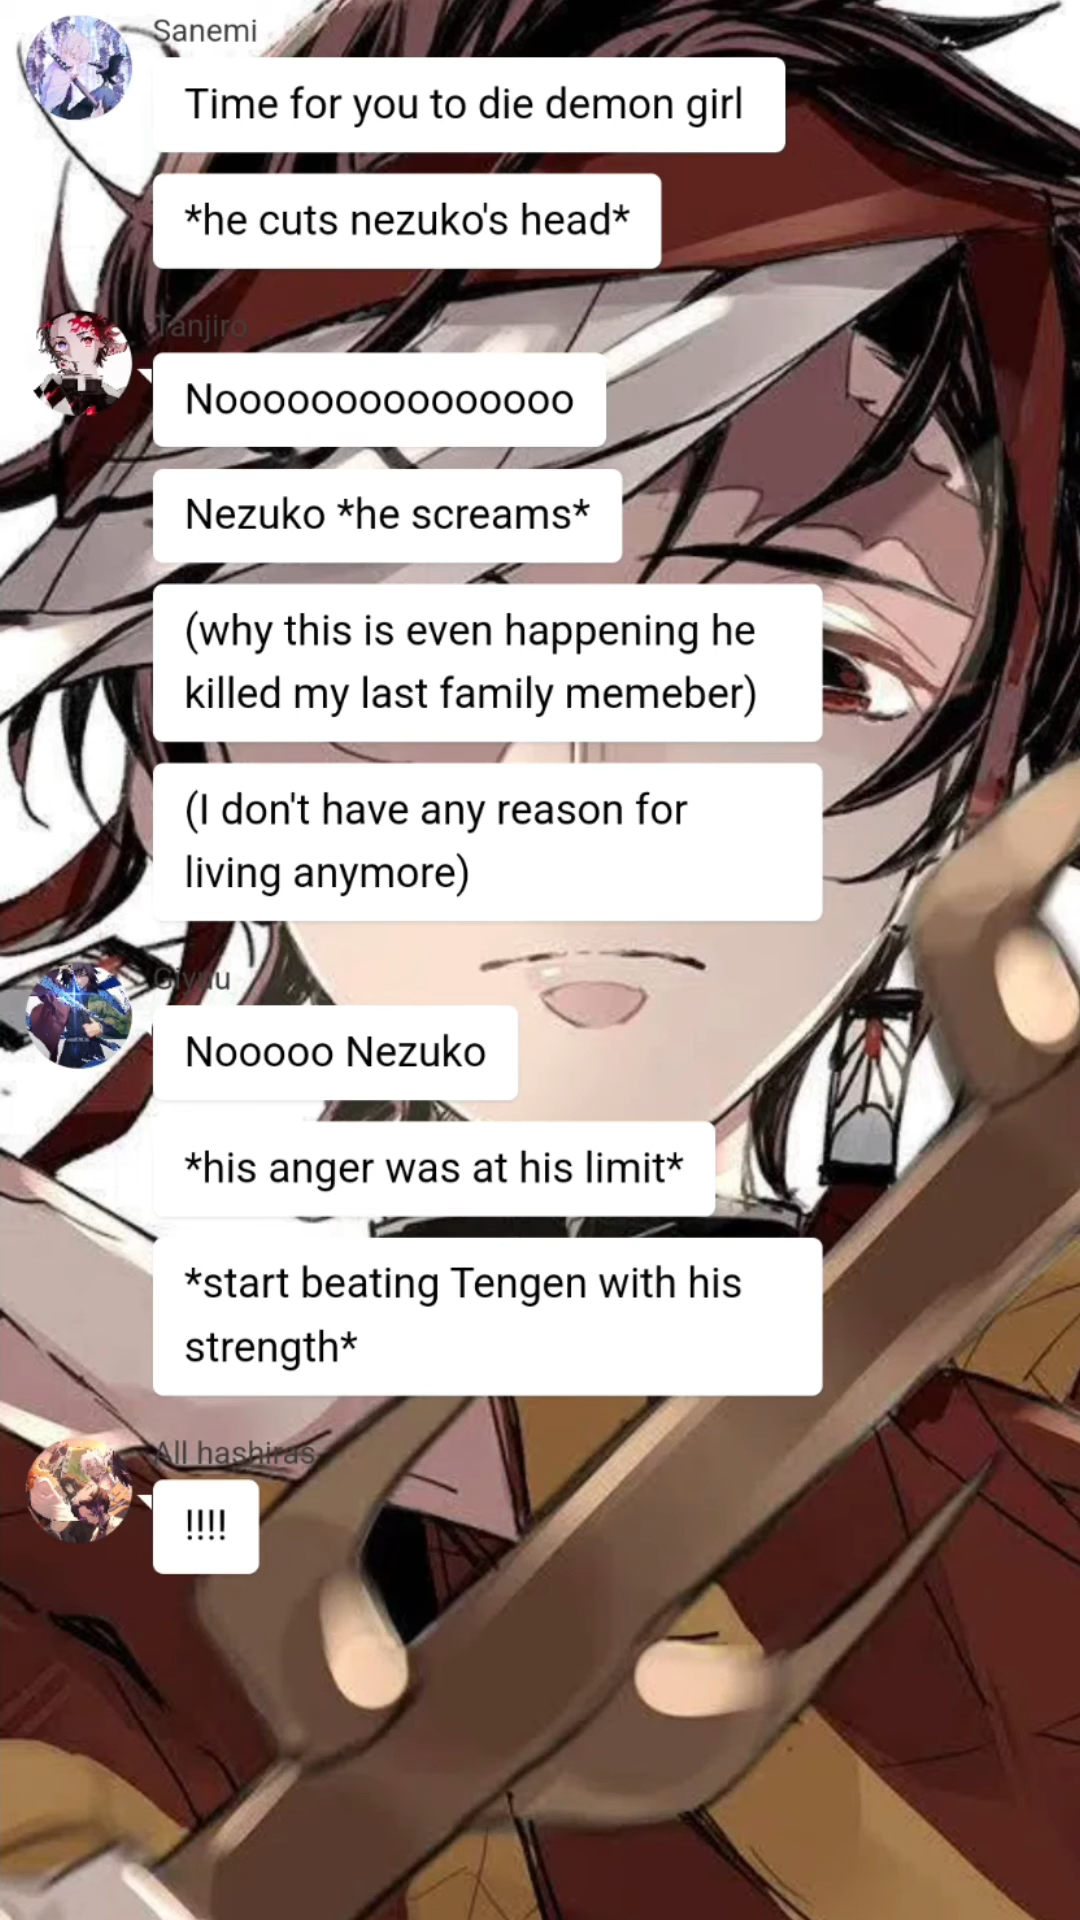 Sanemi
Time for you to die demon girl
*he cuts nezuko's head*
Tanjiro
Nooooooooooooooo
Nezuko *he screams*
(why this is even happening he
killed my last family memeber)
(I don't have any reason for
living anymore)
Giyuu
Nooooo Nezuko
*his anger was at his limit*
*start beating Tengen with his
strength*
All hashiras
!!!!